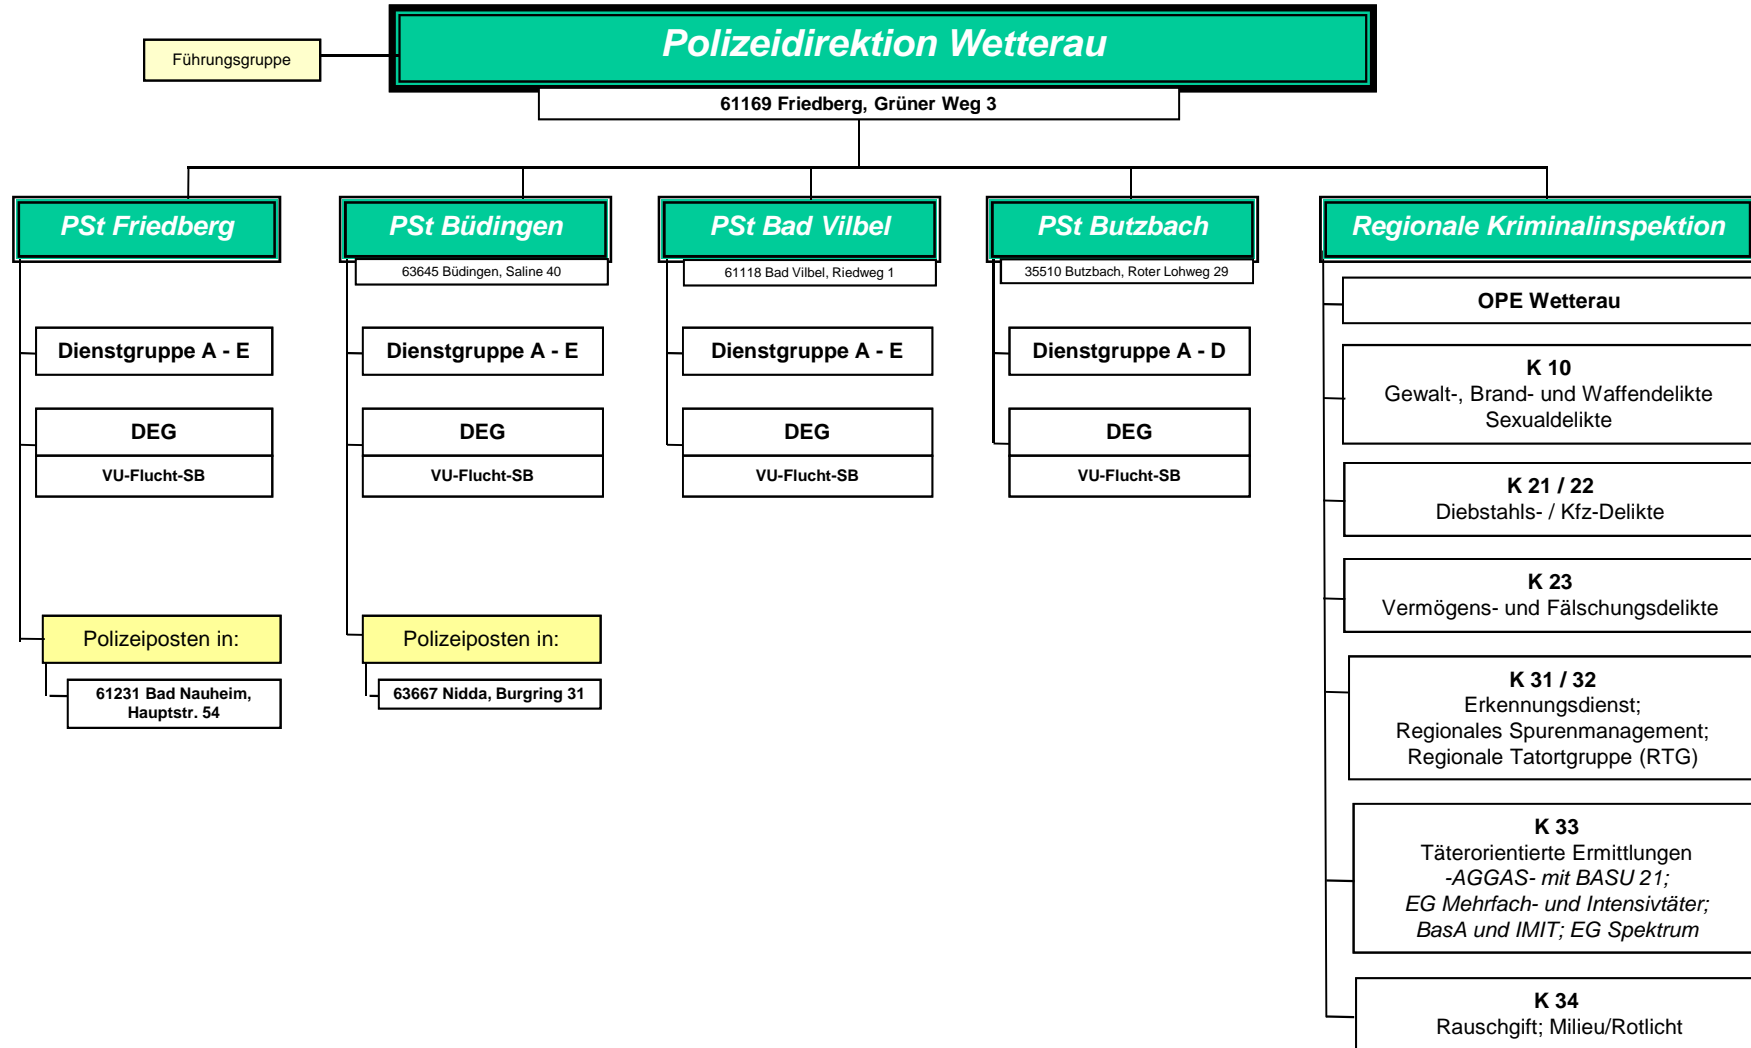 Polizeidirektion Wetterau
Führungsgruppe
61169 Friedberg, Grüner Weg 3
PSt Friedberg
Dienstgruppe A - E
DEG
VU-Flucht-SB
Polizeiposten in:
61231 Bad Nauheim,
Hauptstr. 54
PSt Büdingen
63645 Büdingen, Saline 40
Dienstgruppe A - E
DEG
VU-Flucht-SB
Polizeiposten in:
63667 Nidda, Burgring 31
PSt Bad Vilbel
61118 Bad Vilbel, Riedweg 1
Dienstgruppe A - E
DEG
VU-Flucht-SB
PSt Butzbach
35510 Butzbach, Roter Lohweg 29
Dienstgruppe A - D
DEG
VU-Flucht-SB
Regionale Kriminalinspektion
OPE Wetterau
K 10
Gewalt-, Brand- und Waffendelikte
Sexualdelikte
K 21 / 22
Diebstahls- / Kfz-Delikte
K 23
Vermögens- und Fälschungsdelikte
K 31 / 32
Erkennungsdienst;
Regionales Spurenmanagement;
Regionale Tatortgruppe (RTG)
K 33
Täterorientierte Ermittlungen
-AGGAS- mit BASU 21;
EG Mehrfach- und Intensivtäter;
BasA und IMIT; EG Spektrum
K 34
Rauschgift; Milieu/Rotlicht